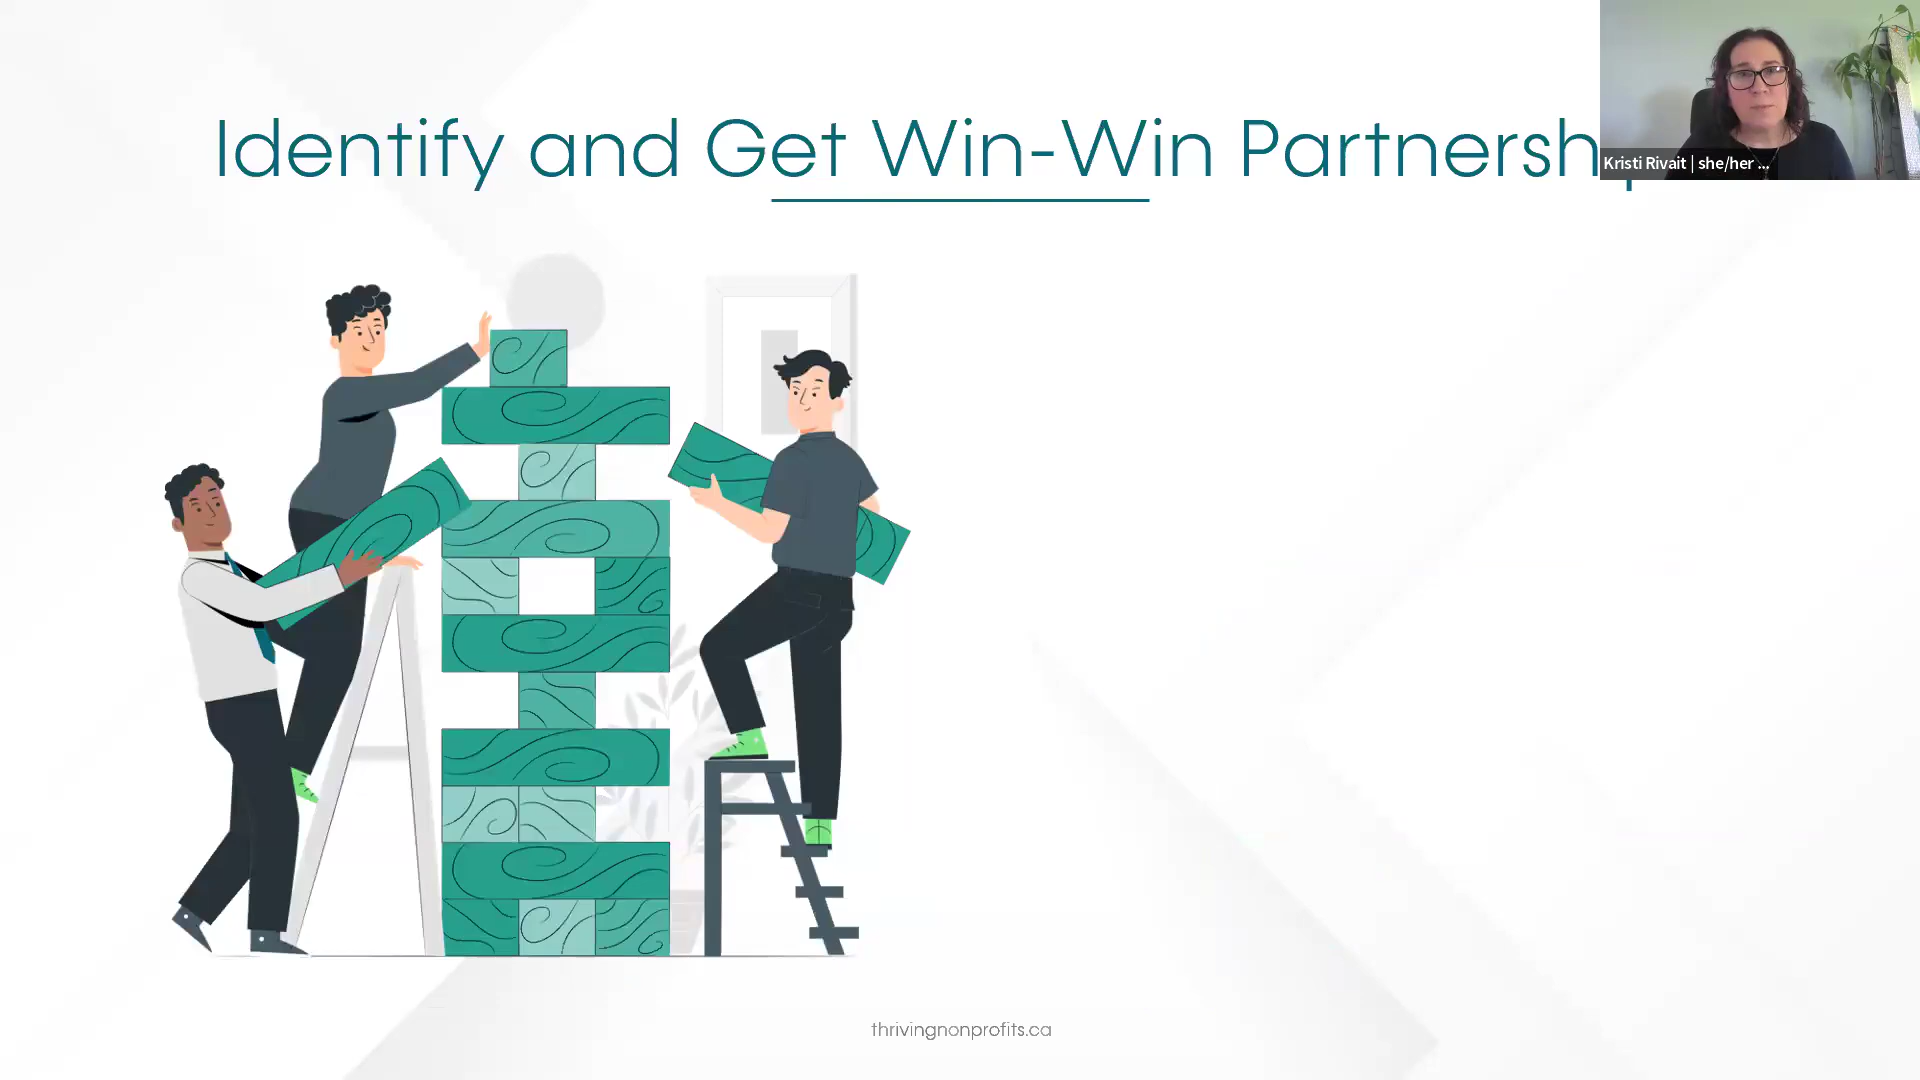 Identify and Get Win-Win Partnersh
Kristi Rivait | she/her ...
thrivingnonprofits.ca